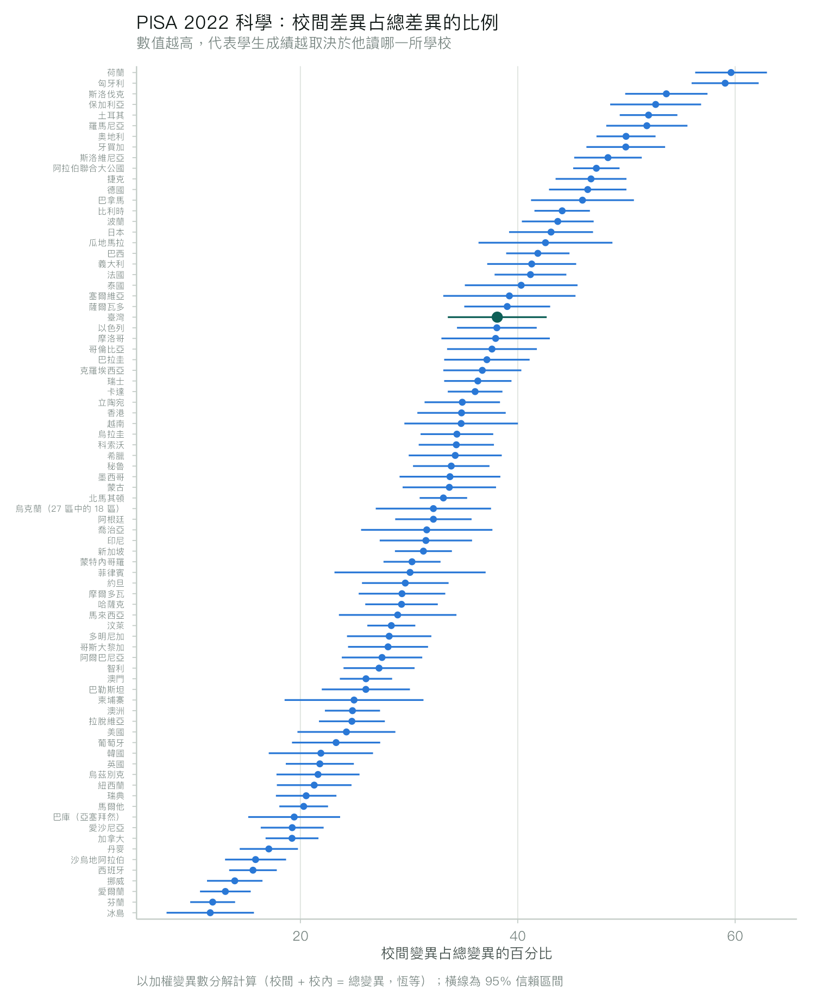 PISA 2022 科學：校間差異占總差異的比例
數值越高，代表學生成績越取決於他讀哪一所學校
荷蘭
匈牙利
斯洛伐克
保加利亞
土耳其
羅馬尼亞
奧地利
牙買加
斯洛維尼亞
阿拉伯聯合大公國
捷克
德國
巴拿馬
比利時
波蘭
日本
瓜地馬拉
巴西
義大利
法國
泰國
塞爾維亞
薩爾瓦多
臺灣
以色列
摩洛哥
哥倫比亞
巴拉圭
克羅埃西亞
瑞士
卡達
立陶宛
香港
越南
烏拉圭
科索沃
希臘
秘魯
墨西哥
蒙古
北馬其頓
烏克蘭（27 區中的 18 區）
阿根廷
喬治亞
印尼
新加坡
蒙特內哥羅
菲律賓
約旦
摩爾多瓦
哈薩克
馬來西亞
汶萊
多明尼加
哥斯大黎加
阿爾巴尼亞
智利
澳門
巴勒斯坦
柬埔寨
澳洲
拉脫維亞
美國
葡萄牙
韓國
英國
烏茲別克
紐西蘭
瑞典
馬爾他
巴庫（亞塞拜然）
愛沙尼亞
加拿大
丹麥
沙烏地阿拉伯
西班牙
挪威
愛爾蘭
芬蘭
冰島
20 40 60
校間變異占總變異的百分比
以加權變異數分解計算（校間 + 校內 = 總變異，恆等）；橫線為 95% 信賴區間